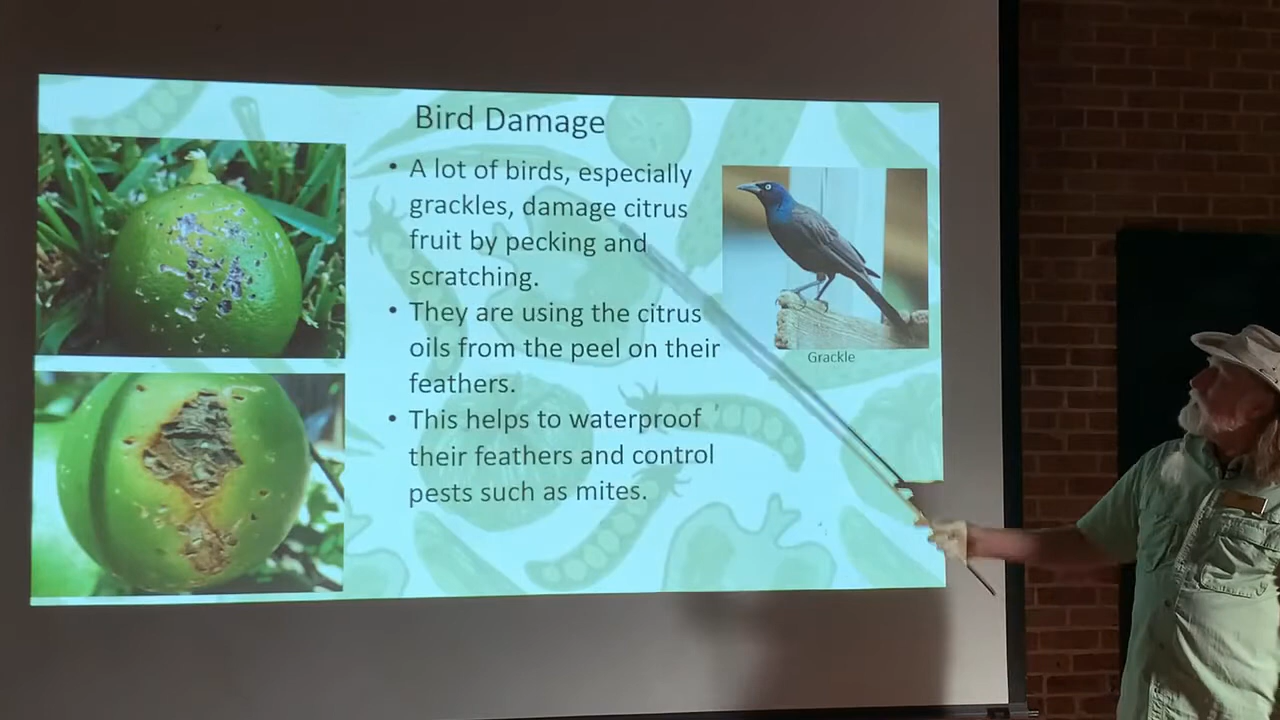 Bird Damage
• A lot of birds, especially
grackles, damage citrus
fruit by pecking and
scratching.
• They are using the citrus
oils from the peel on their
feathers.
• This helps to waterproof
their feathers and control
pests such as mites.
Grackle